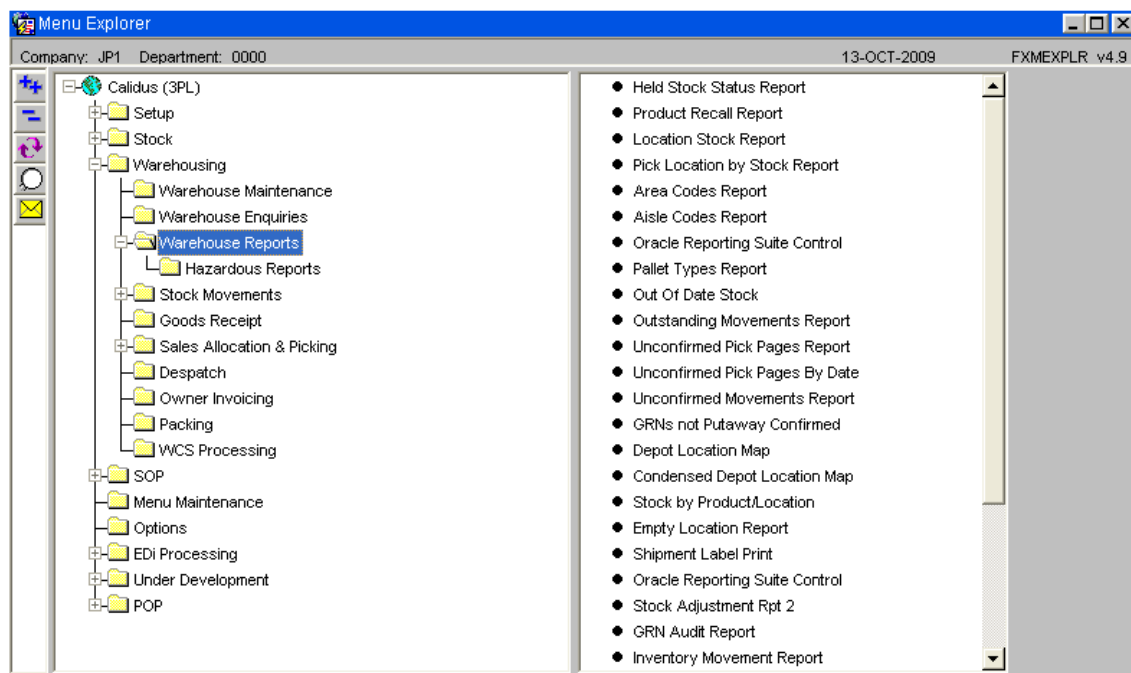 Menu Explorer
Company: JP1 Department: 0000 13-OCT-2009 FXMEXPLR v4.9
Calidus (3PL)
Setup
Stock
Warehousing
Warehouse Maintenance
Warehouse Enquiries
Warehouse Reports
Hazardous Reports
Stock Movements
Goods Receipt
Sales Allocation & Picking
Despatch
Owner Invoicing
Packing
WCS Processing
SOP
Menu Maintenance
Options
EDi Processing
Under Development
POP
Held Stock Status Report
Product Recall Report
Location Stock Report
Pick Location by Stock Report
Area Codes Report
Aisle Codes Report
Oracle Reporting Suite Control
Pallet Types Report
Out Of Date Stock
Outstanding Movements Report
Unconfirmed Pick Pages Report
Unconfirmed Pick Pages By Date
Unconfirmed Movements Report
GRNs not Putaway Confirmed
Depot Location Map
Condensed Depot Location Map
Stock by Product/Location
Empty Location Report
Shipment Label Print
Oracle Reporting Suite Control
Stock Adjustment Rpt 2
GRN Audit Report
Inventory Movement Report